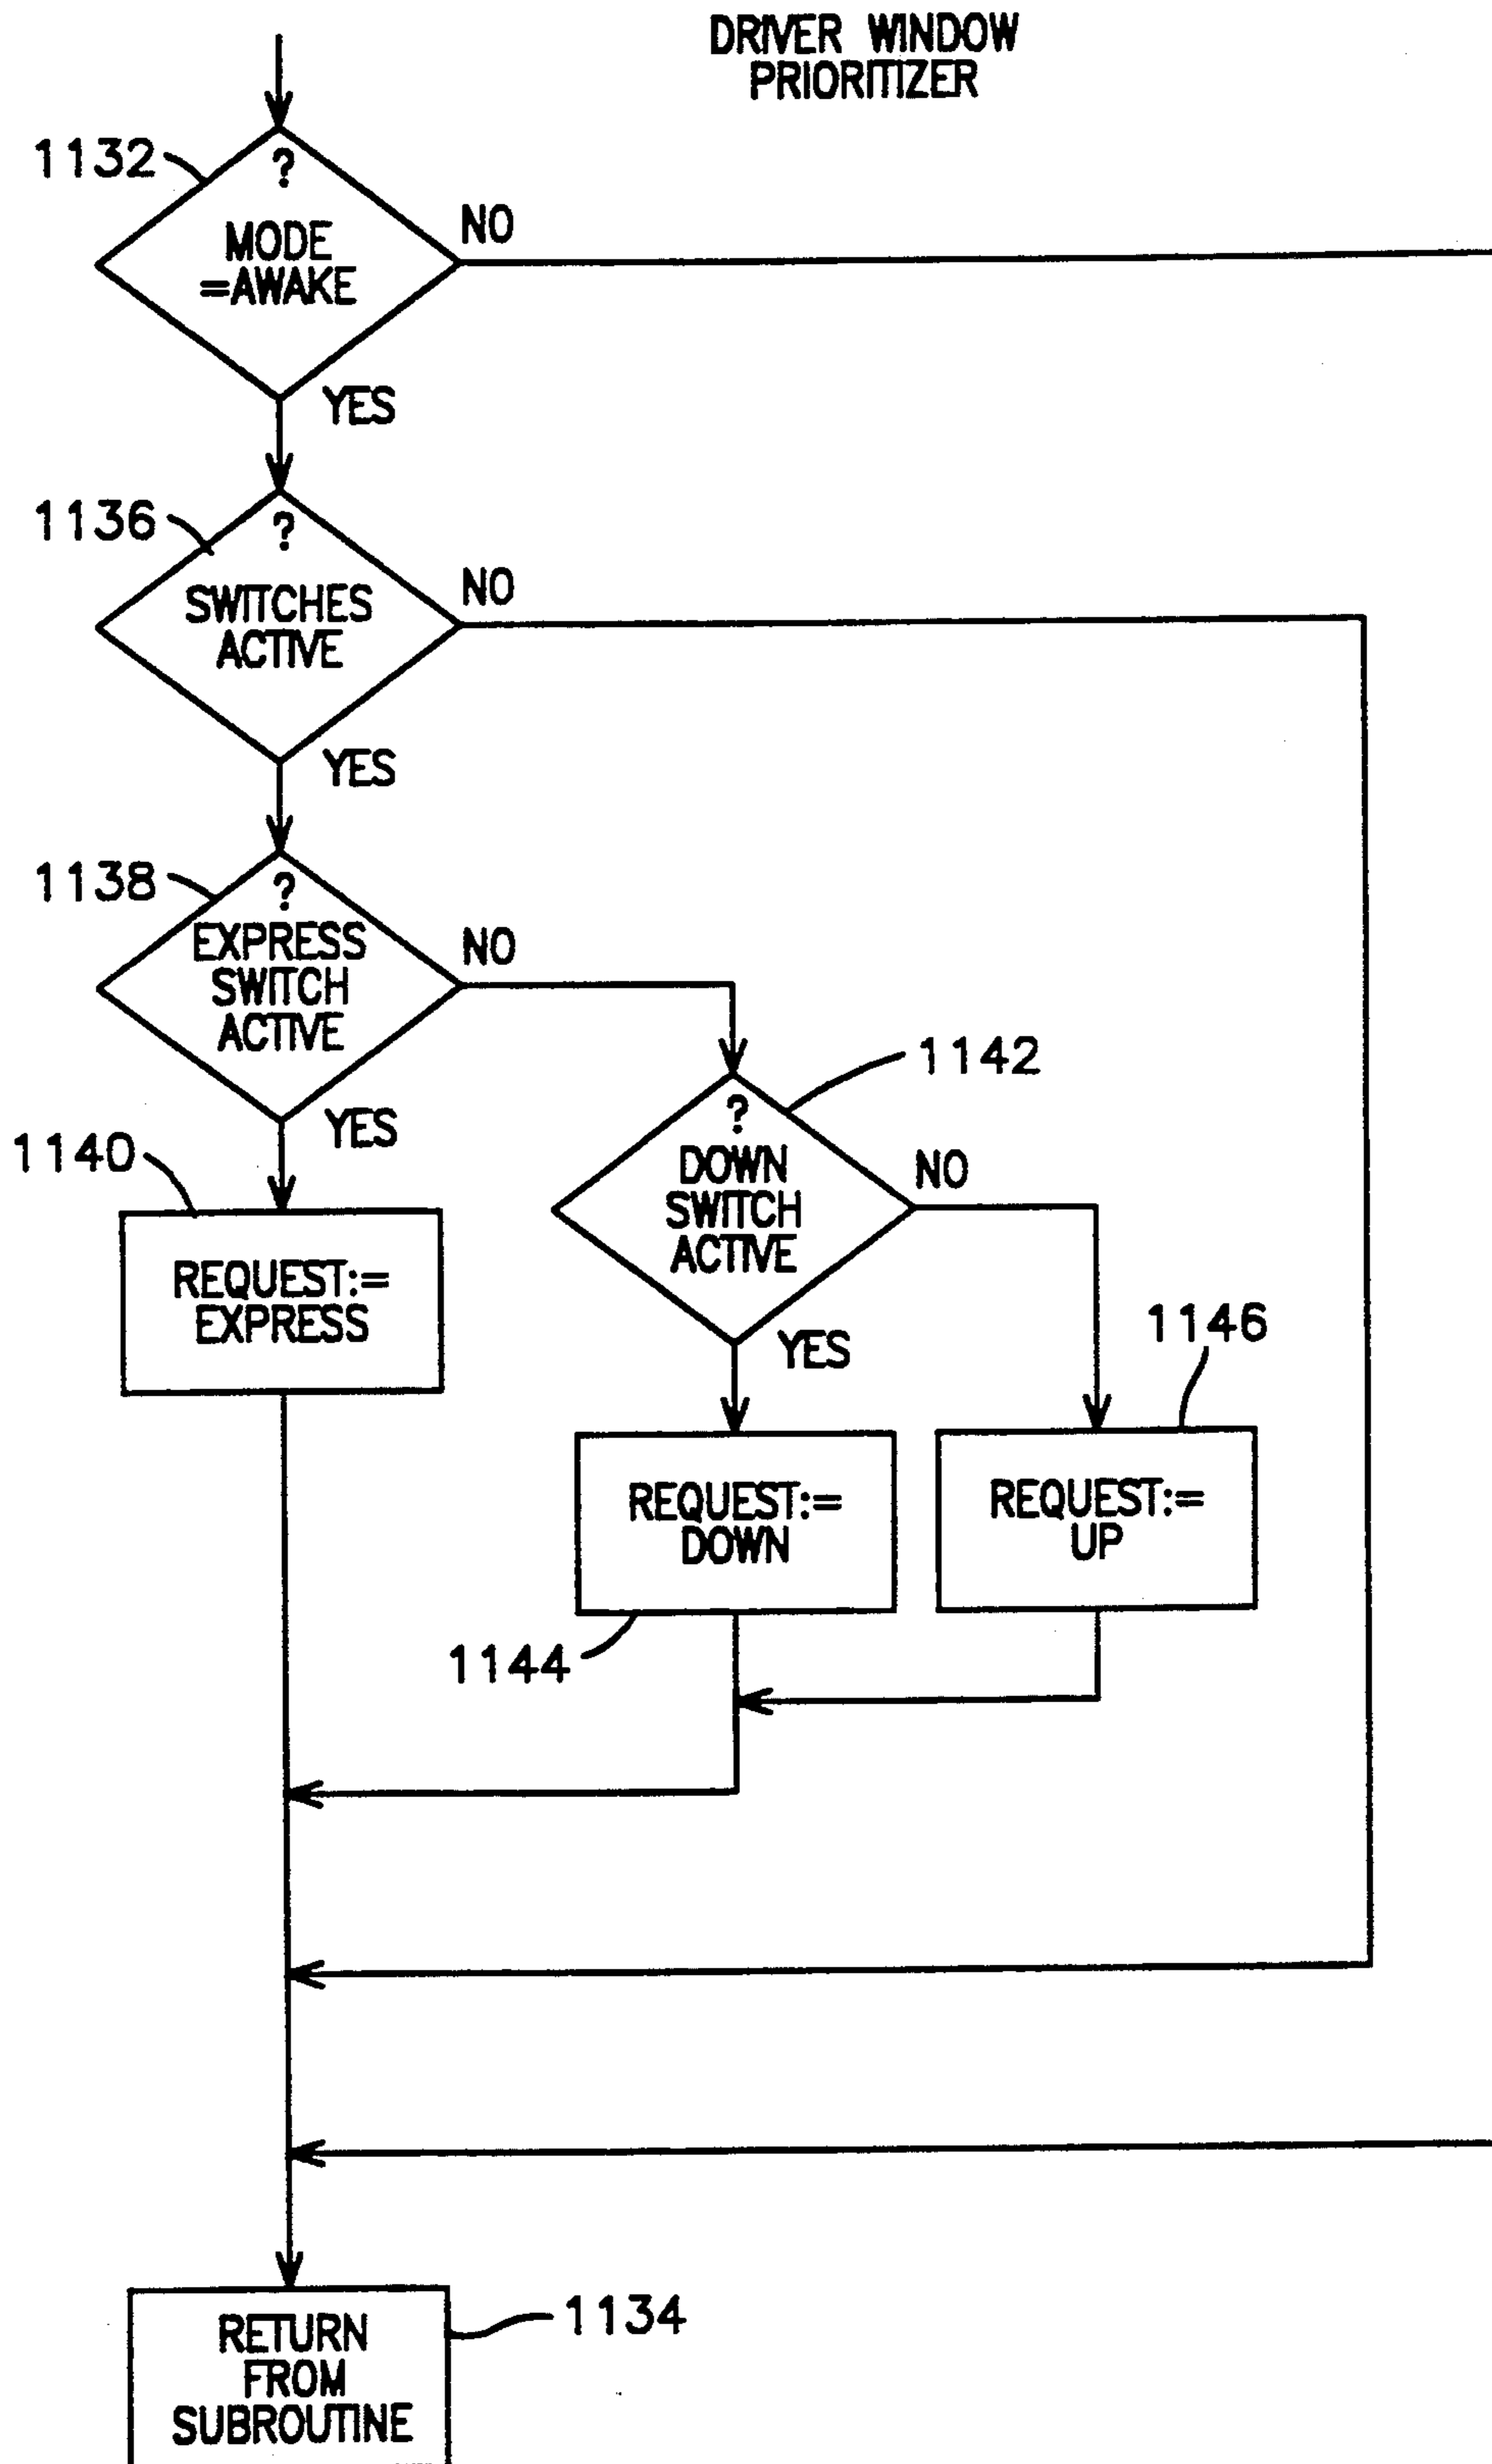 DRIVER WINDOW
PRIORITIZER
1132
?
MODE
=AWAKE
NO
YES
1136
?
SWITCHES
ACTIVE
NO
YES
1138
?
EXPRESS
SWITCH
ACTIVE
NO
YES
1142
?
DOWN
SWITCH
ACTIVE
NO
YES
1140
REQUEST:=
EXPRESS
1146
REQUEST:=
DOWN
REQUEST:=
UP
1144
1134
RETURN
FROM
SUBROUTINE